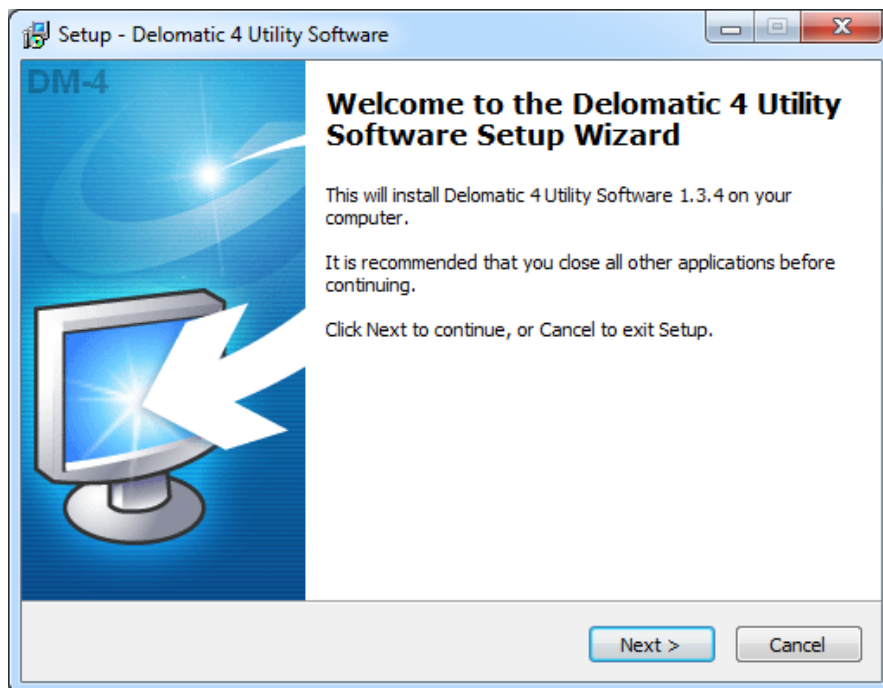 Setup - Delomatic 4 Utility Software
DM-4
Welcome to the Delomatic 4 Utility
Software Setup Wizard
This will install Delomatic 4 Utility Software 1.3.4 on your
computer.
It is recommended that you close all other applications before
continuing.
Click Next to continue, or Cancel to exit Setup.
Next >
Cancel